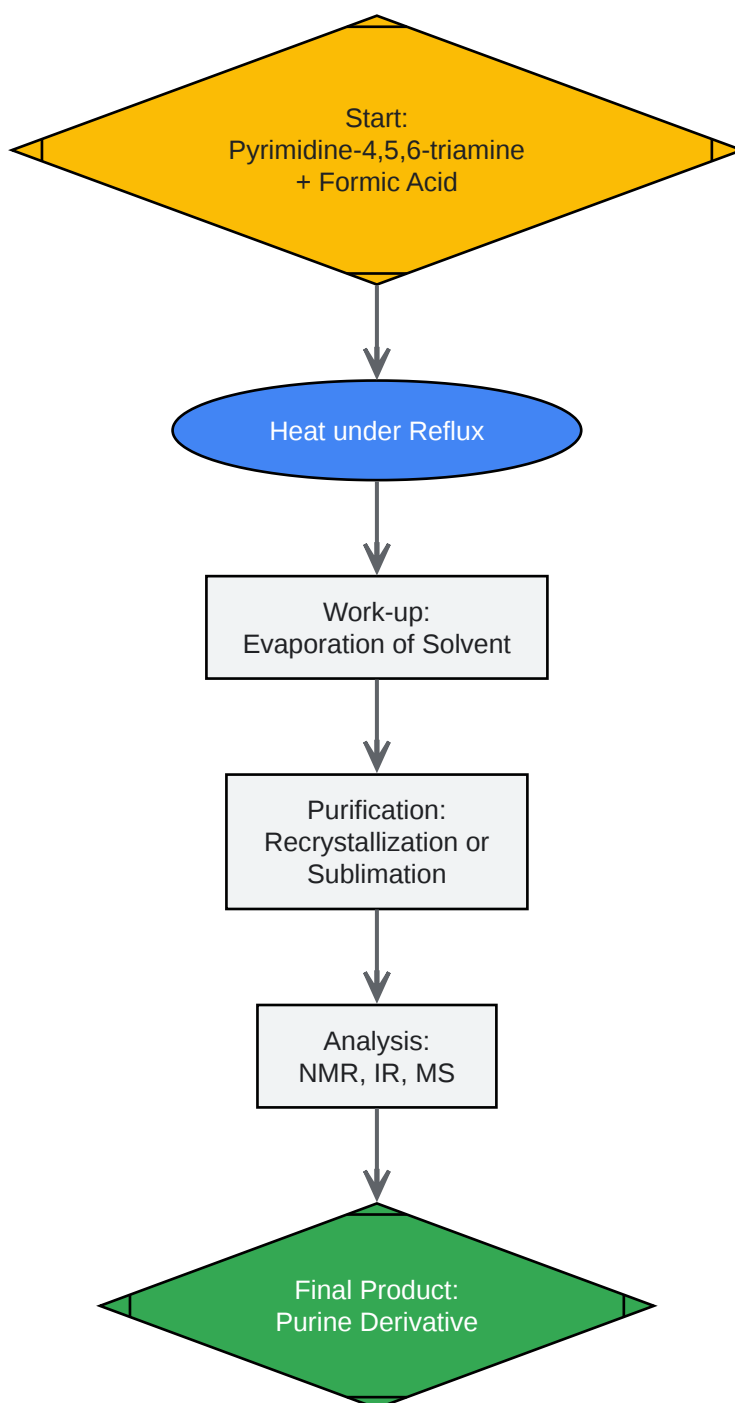 Start:
Pyrimidine-4,5,6-triamine
+ Formic Acid
Heat under Reflux
Work-up:
Evaporation of Solvent
Purification:
Recrystallization or
Sublimation
Analysis:
NMR, IR, MS
Final Product:
Purine Derivative